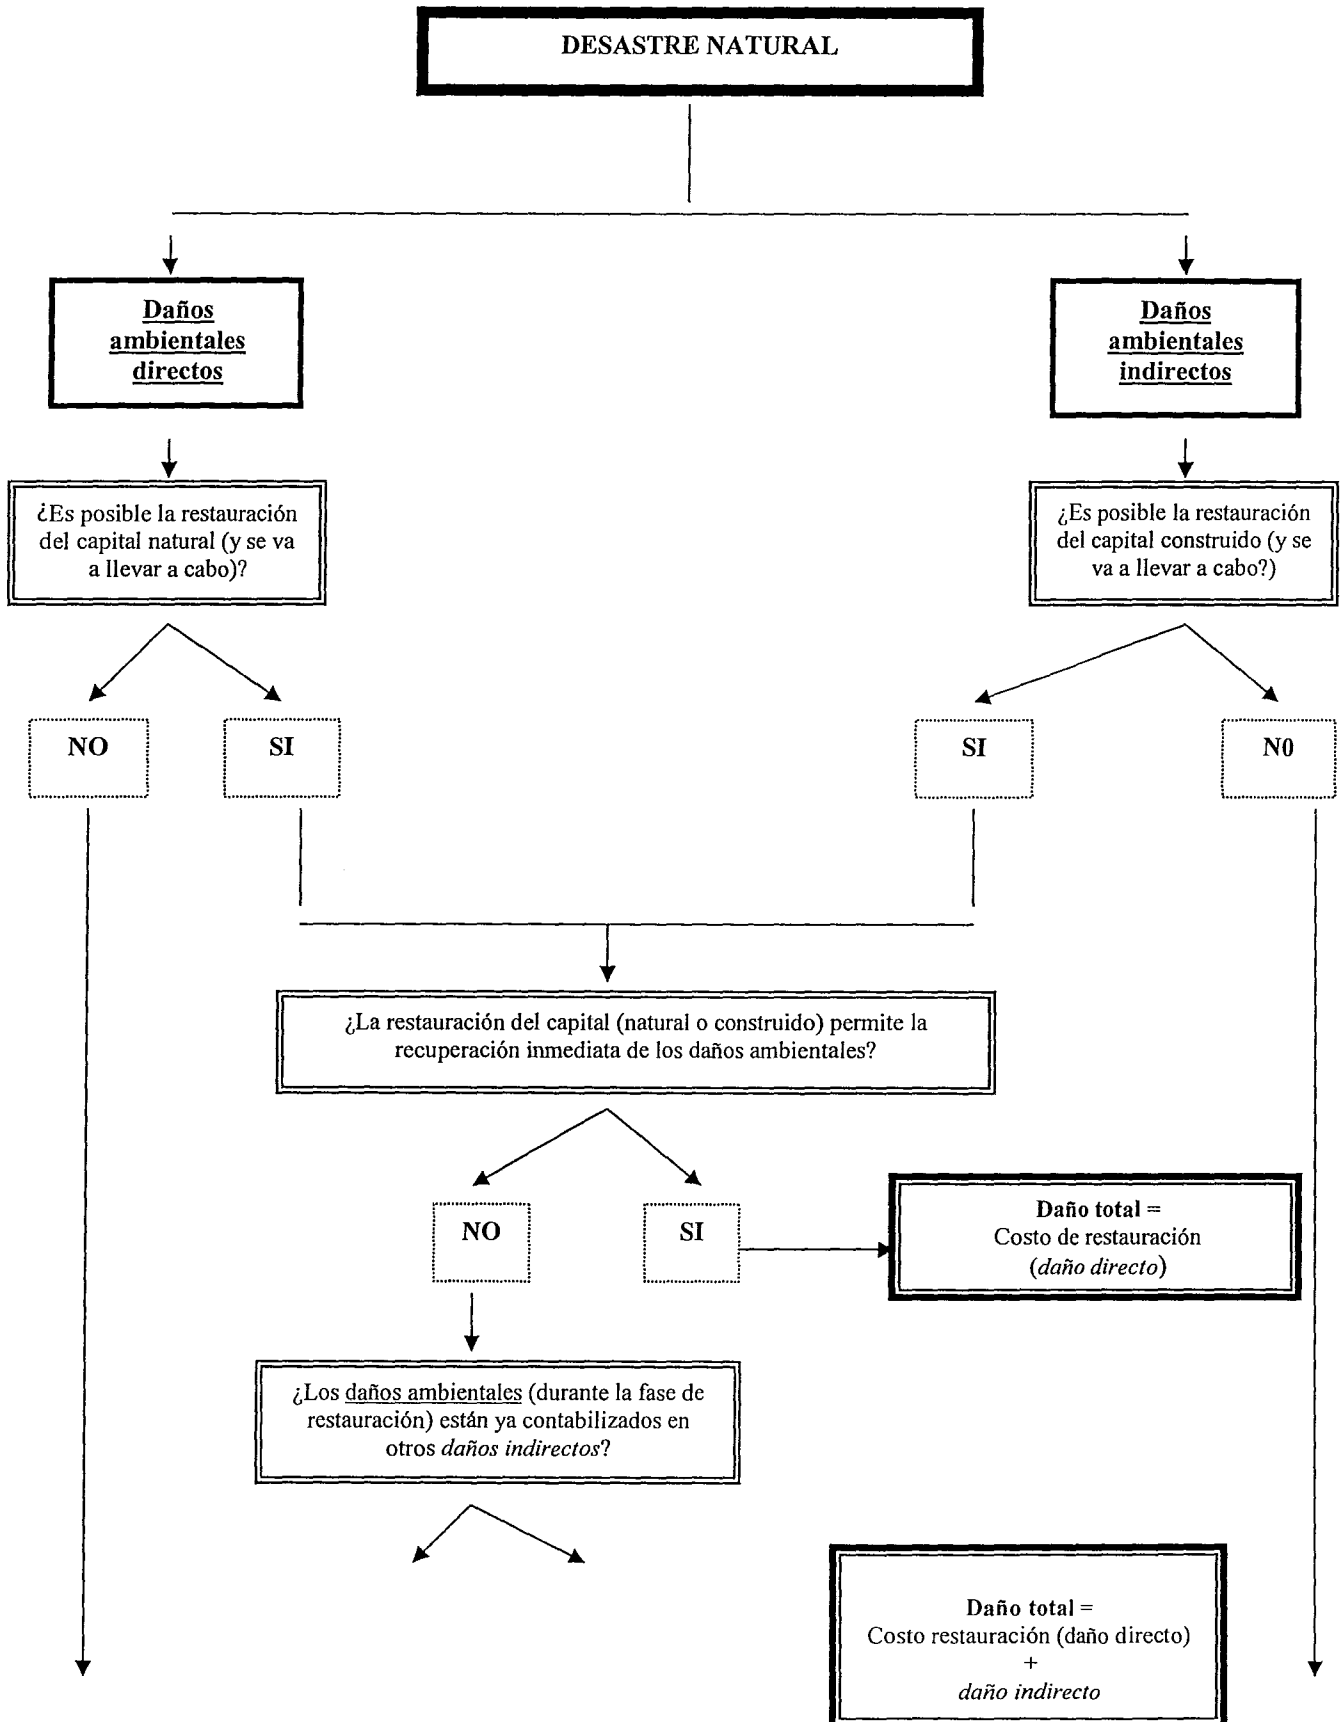 DESASTRE NATURAL
Daños
ambientales
directos
Daños
ambientales
indirectos
¿Es posible la restauración
del capital natural (y se va
a llevar a cabo)?
¿Es posible la restauración
del capital construido (y se
va a llevar a cabo?)
NO
SI
SI
N0
¿La restauración del capital (natural o construido) permite la
recuperación inmediata de los daños ambientales?
NO
SI
Daño total =
Costo de restauración
(daño directo)
¿Los daños ambientales (durante la fase de
restauración) están ya contabilizados en
otros daños indirectos?
Daño total =
Costo restauración (daño directo)
+
daño indirecto